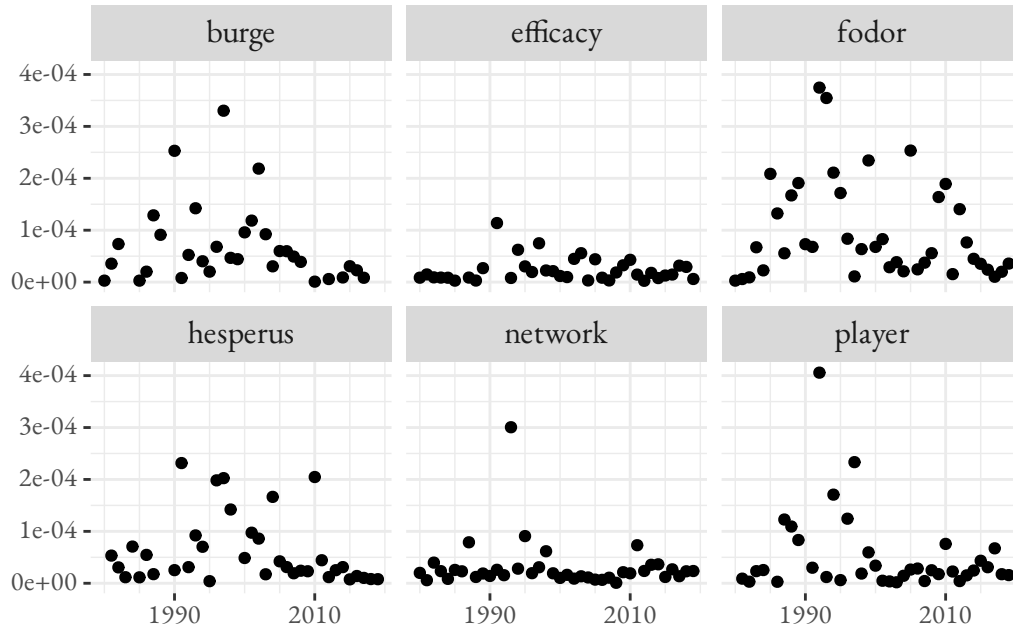 burge efficacy fodor
4e-04
3e-04
2e-04
1e-04
0e+00
hesperus network player
4e-04
3e-04
2e-04
1e-04
0e+00
1990 2010 1990 2010 1990 2010